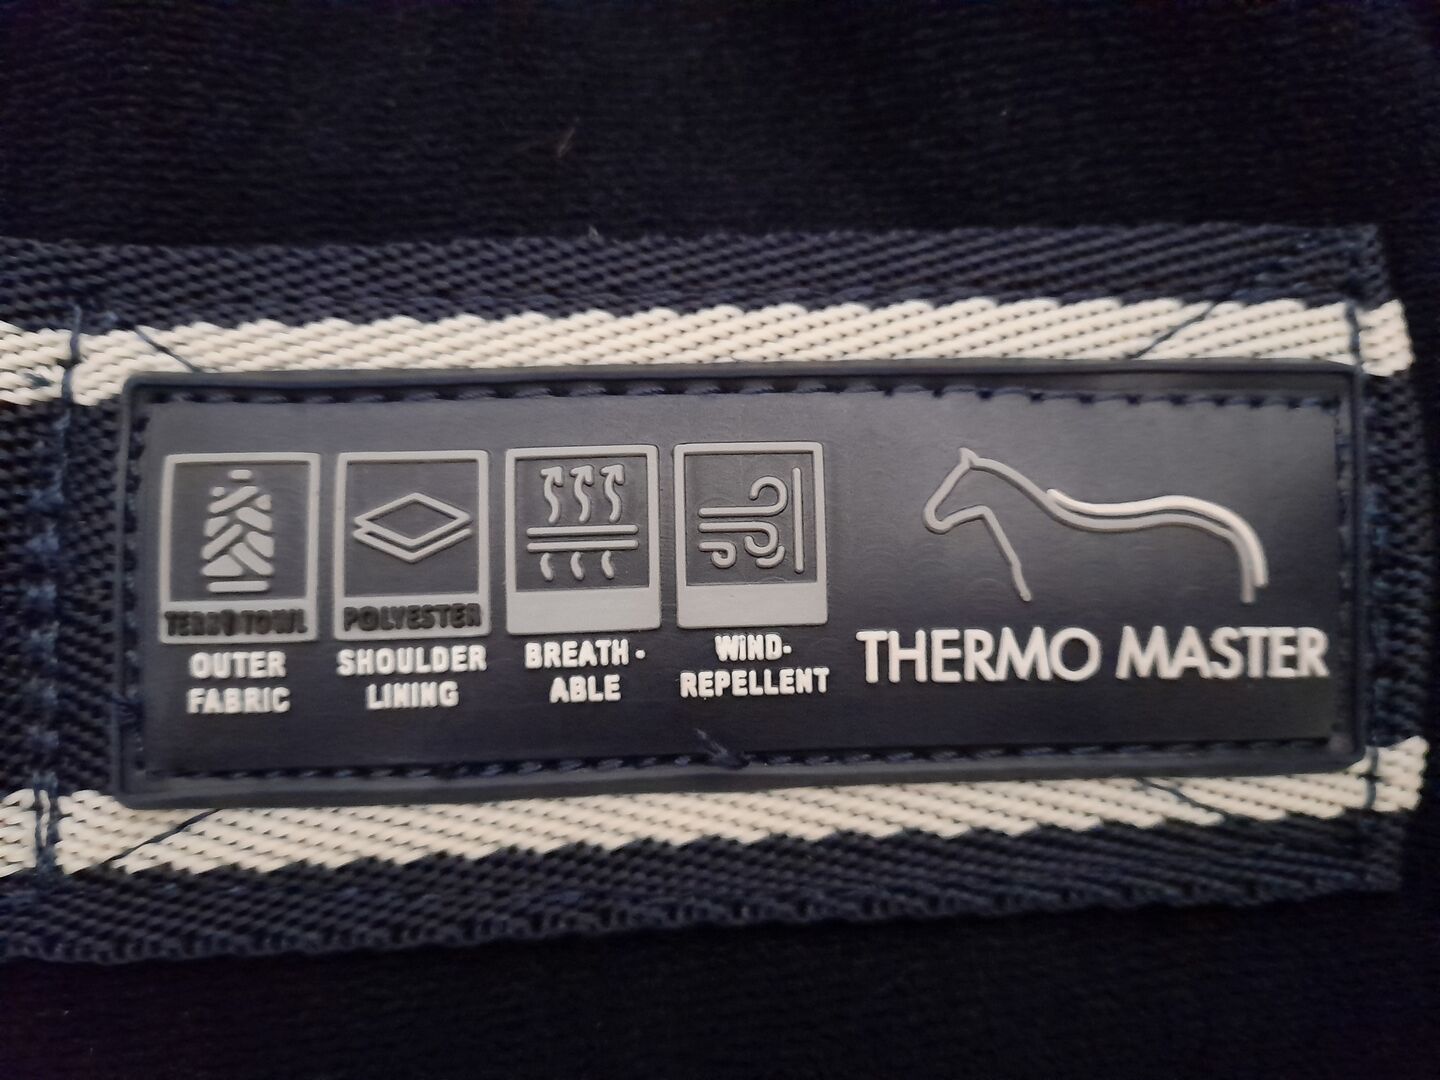 OUTER
FABRIC
POLYESTER
SHOULDER
LINING
BREATH-
ABLE
WIND-
REPELLENT
THERMO MASTER